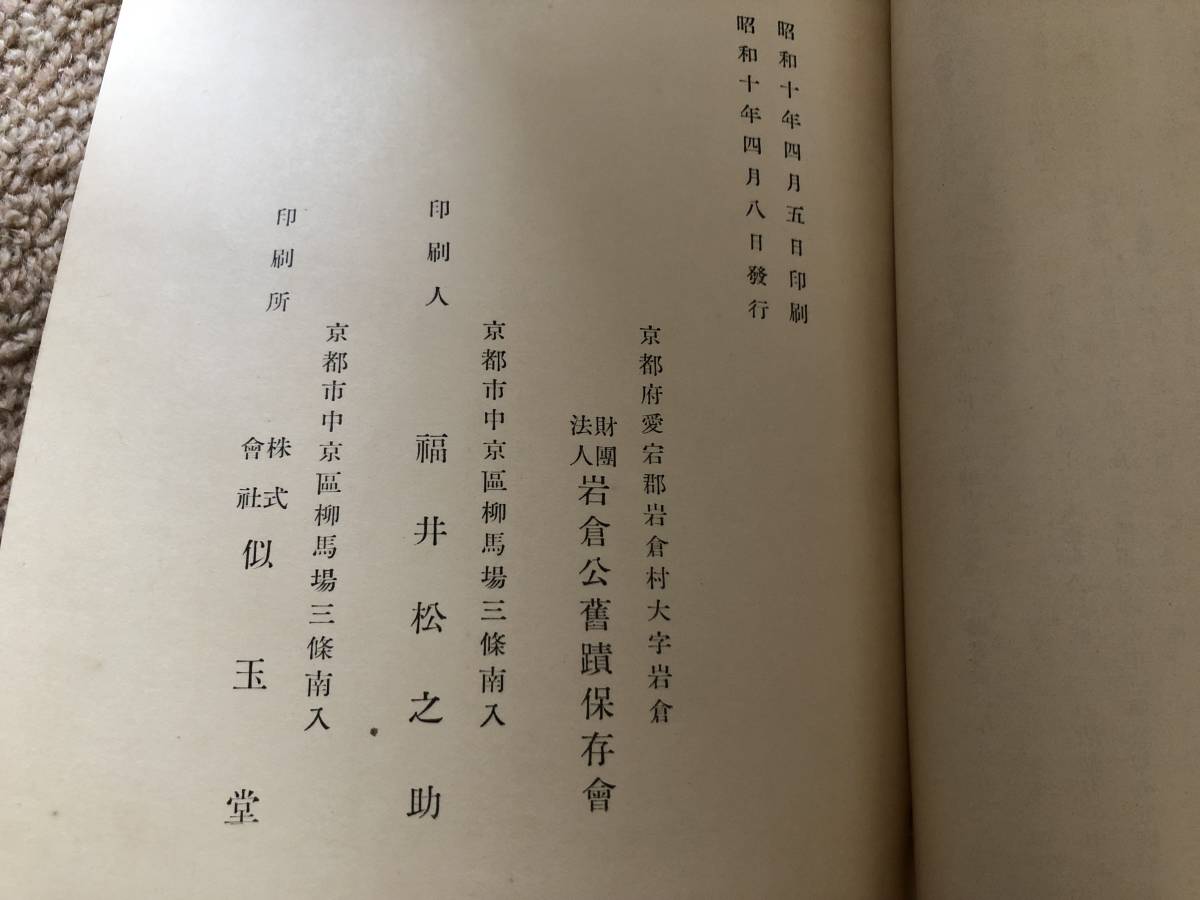 昭和十年四月五日印刷
昭和十年四月八日發行
京都府愛宕郡岩倉村大字岩倉
財團法人岩倉公舊蹟保存會
京都市中京區柳馬場三條南入
印刷人
福井松之助
京都市中京區柳馬場三條南入
印刷所
株式會社似玉堂